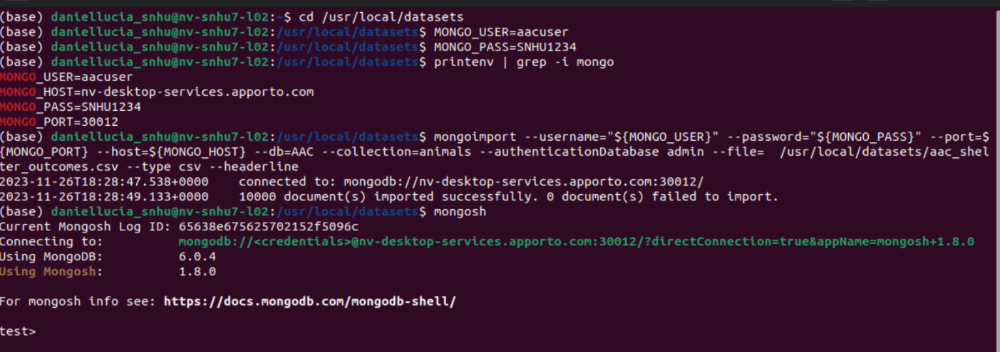 (base) daniellucia_snhu@nv-snhu7-l02:~$ cd /usr/local/datasets
(base) daniellucia_snhu@nv-snhu7-l02:/usr/local/datasets$ MONGO_USER=aacuser
(base) daniellucia_snhu@nv-snhu7-l02:/usr/local/datasets$ MONGO_PASS=SNHU1234
(base) daniellucia_snhu@nv-snhu7-l02:/usr/local/datasets$ printenv | grep -i mongo
MONGO_USER=aacuser
MONGO_HOST=nv-desktop-services.apporto.com
MONGO_PASS=SNHU1234
MONGO_PORT=30012
(base) daniellucia_snhu@nv-snhu7-l02:/usr/local/datasets$ mongoimport --username="${MONGO_USER}" --password="${MONGO_PASS}" --port=$
{MONGO_PORT} --host=${MONGO_HOST} --db=AAC --collection=animals --authenticationDatabase admin --file=  /usr/local/datasets/aac_shel
ter_outcomes.csv --type csv --headerline
2023-11-26T18:28:47.538+0000    connected to: mongodb://nv-desktop-services.apporto.com:30012/
2023-11-26T18:28:49.133+0000    10000 document(s) imported successfully. 0 document(s) failed to import.
(base) daniellucia_snhu@nv-snhu7-l02:/usr/local/datasets$ mongosh
Current Mongosh Log ID: 65638e675625702152f5096c
Connecting to:          mongodb://<credentials>@nv-desktop-services.apporto.com:30012/?directConnection=true&appName=mongosh+1.8.0
Using MongoDB:          6.0.4
Using Mongosh:          1.8.0
For mongosh info see: https://docs.mongodb.com/mongodb-shell/
test>